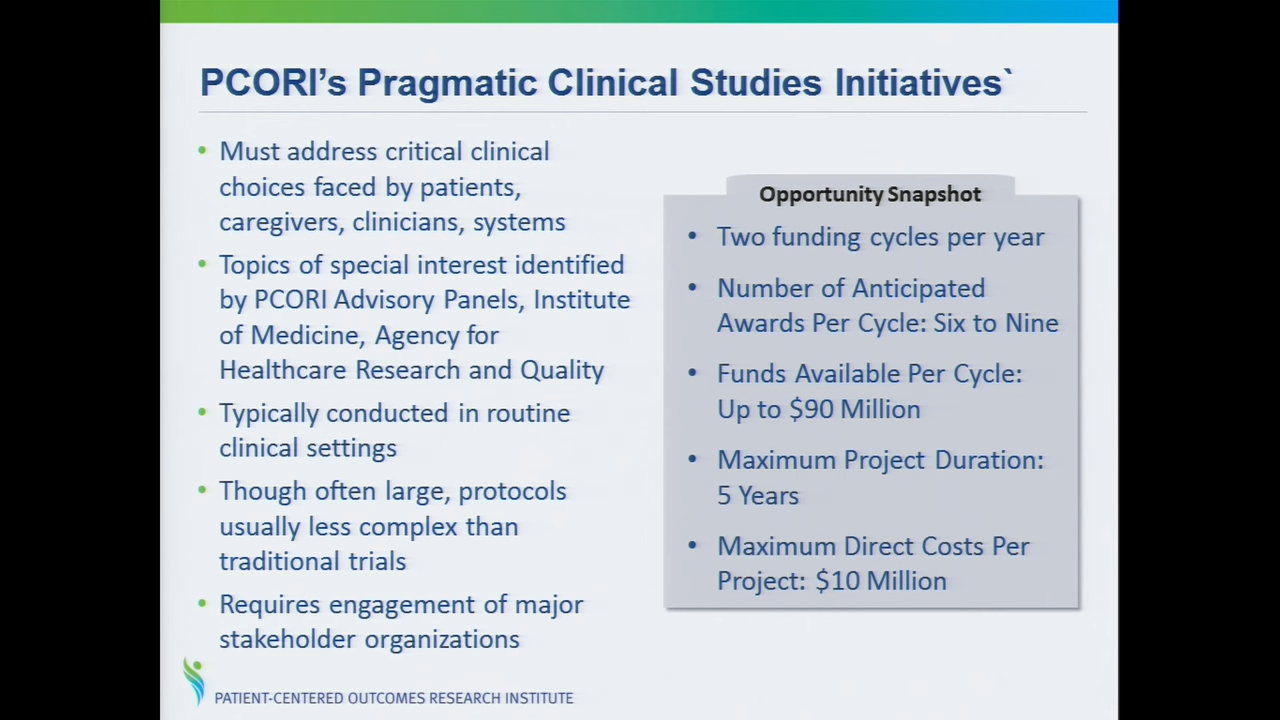 PCORI's Pragmatic Clinical Studies Initiatives`
• Must address critical clinical
choices faced by patients,
caregivers, clinicians, systems
• Topics of special interest identified
by PCORI Advisory Panels, Institute
of Medicine, Agency for
Healthcare Research and Quality
• Typically conducted in routine
clinical settings
• Though often large, protocols
usually less complex than
traditional trials
• Requires engagement of major
stakeholder organizations
Opportunity Snapshot
• Two funding cycles per year
• Number of Anticipated
Awards Per Cycle: Six to Nine
• Funds Available Per Cycle:
Up to $90 Million
• Maximum Project Duration:
5 Years
• Maximum Direct Costs Per
Project: $10 Million
PATIENT-CENTERED OUTCOMES RESEARCH INSTITUTE